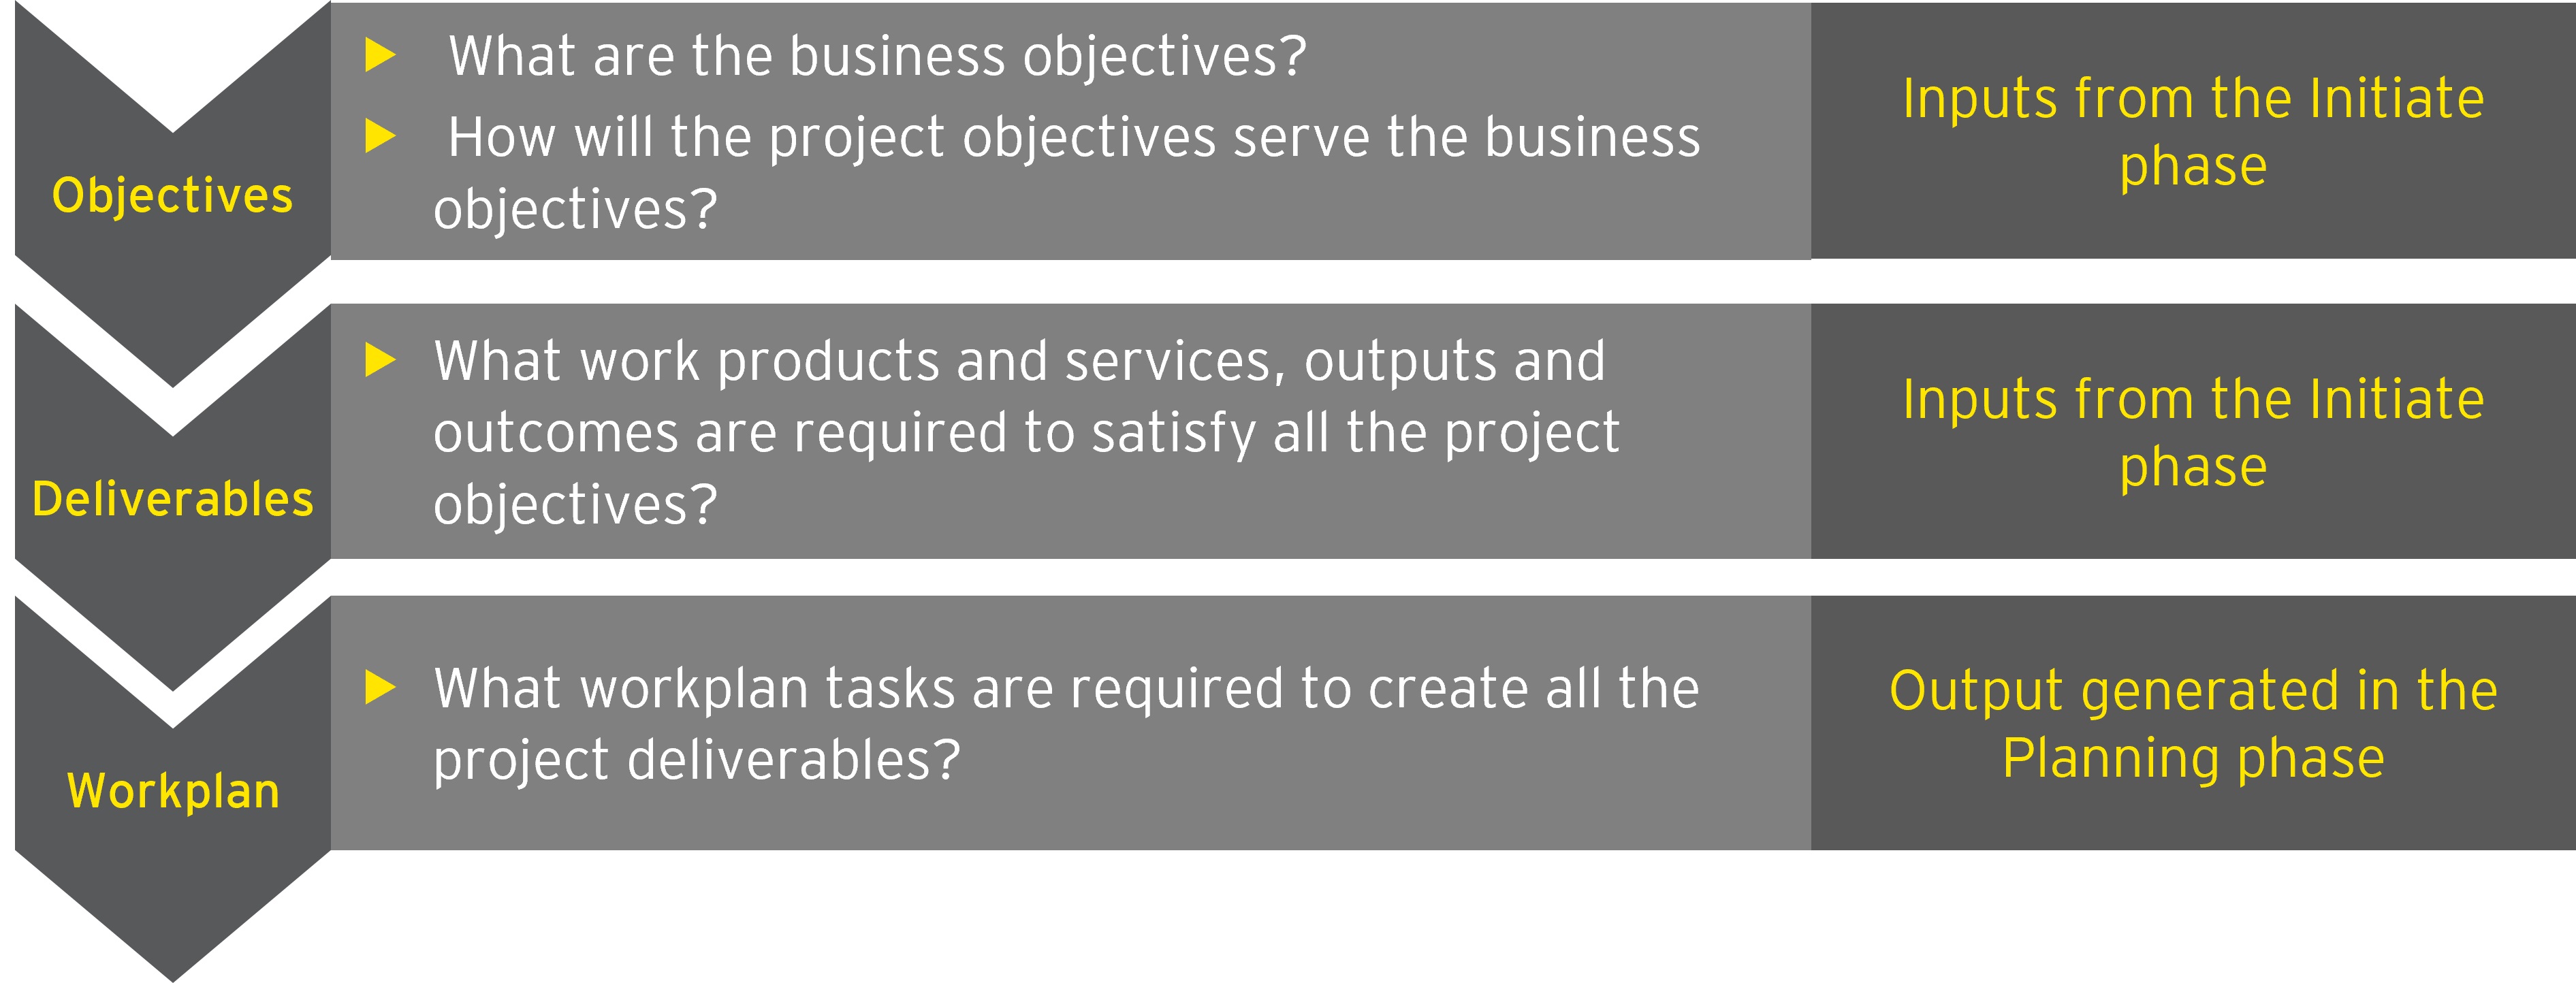 Objectives
What are the business objectives?
How will the project objectives serve the business
objectives?
Inputs from the Initiate
phase
Deliverables
What work products and services, outputs and
outcomes are required to satisfy all the project
objectives?
Inputs from the Initiate
phase
Workplan
What workplan tasks are required to create all the
project deliverables?
Output generated in the
Planning phase